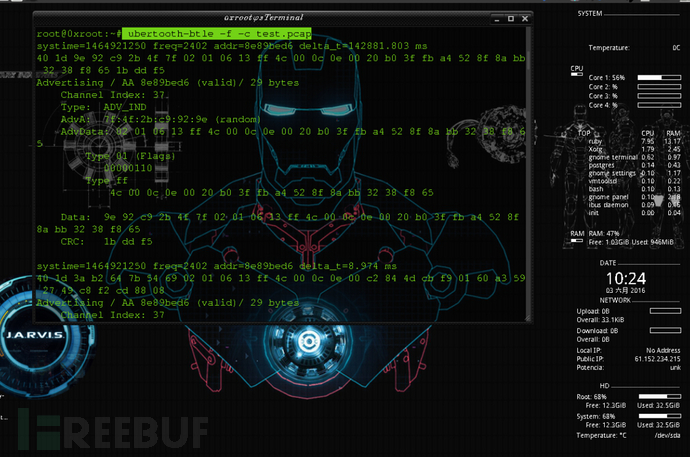 0xroot@sTerminal
root@0xroot:~# ubertooth-btle -f -c test.pcap
systime=1464921250 freq=2402 addr=8e89bed6 delta_t=142881.803 ms
40 1d 9e 92 c9 2b 4f 7f 02 01 06 13 ff 4c 00 0c 0e 00 20 b0 3f fb a4 52 8f 8a bb
32 38 f8 65 1b dd f5
Advertising / AA 8e89bed6 (valid)/ 29 bytes
Channel Index: 37
Type: ADV_IND
AdvA: 7f:4f:2b:c9:92:9e (random)
AdvData: 02 01 06 13 ff 4c 00 0c 0e 00 20 b0 3f fb a4 52 8f 8a bb 32 38 f8 6
5
Type 01 (Flags)
00000110
Type ff
4c 00 0c 0e 00 20 b0 3f fb a4 52 8f 8a bb 32 38 f8 65
Data: 9e 92 c9 2b 4f 7f 02 01 06 13 ff 4c 00 0c 0e 00 20 b0 3f fb a4 52 8f
8a bb 32 38 f8 65
CRC: 1b dd f5
systime=1464921250 freq=2402 addr=8e89bed6 delta_t=8.974 ms
40 1d 3a b2 64 7b 54 69 02 01 06 13 ff 4c 00 0c 0e 00 c2 84 4d cb f9 01 60 a3 59
27 49 c8 f2 cd 88 08
Advertising / AA 8e89bed6 (valid)/ 29 bytes
Channel Index: 37
J.A.R.V.I.S.
FREEBUF
SYSTEM
Temperature: 0C
CPU
Core 1: 56%
Core 2: %
Core 3: %
Core 4: %
TOP CPU RAM
ruby 7.95 13.17
Xorg 1.79 2.45
gnome terminal 0.62 0.97
postgres 0.14 0.43
gnome settings 0.10 1.17
vmtoolsd 0.10 0.22
bash 0.10 0.13
gnome panel 0.10
ibus daemon 0.09
init 0.00 0.04
RAM RAM: 47%
Free: 1.03GiB Used: 946MiB
DATE
10:24
03 六月 2016
NETWORK
Upload: 0B
Overall: 33.1KiB
Download: 0B
Overall: 0B
Local IP: No Address
Public IP: 61.152.234.215
Potencia: unk
HD
Root: 68%
Free: 12.3GiB Used: 32.5GiB
System: 68%
Free: 12.3GiB Used: 32.5GiB
Temperature: °C /dev/sda